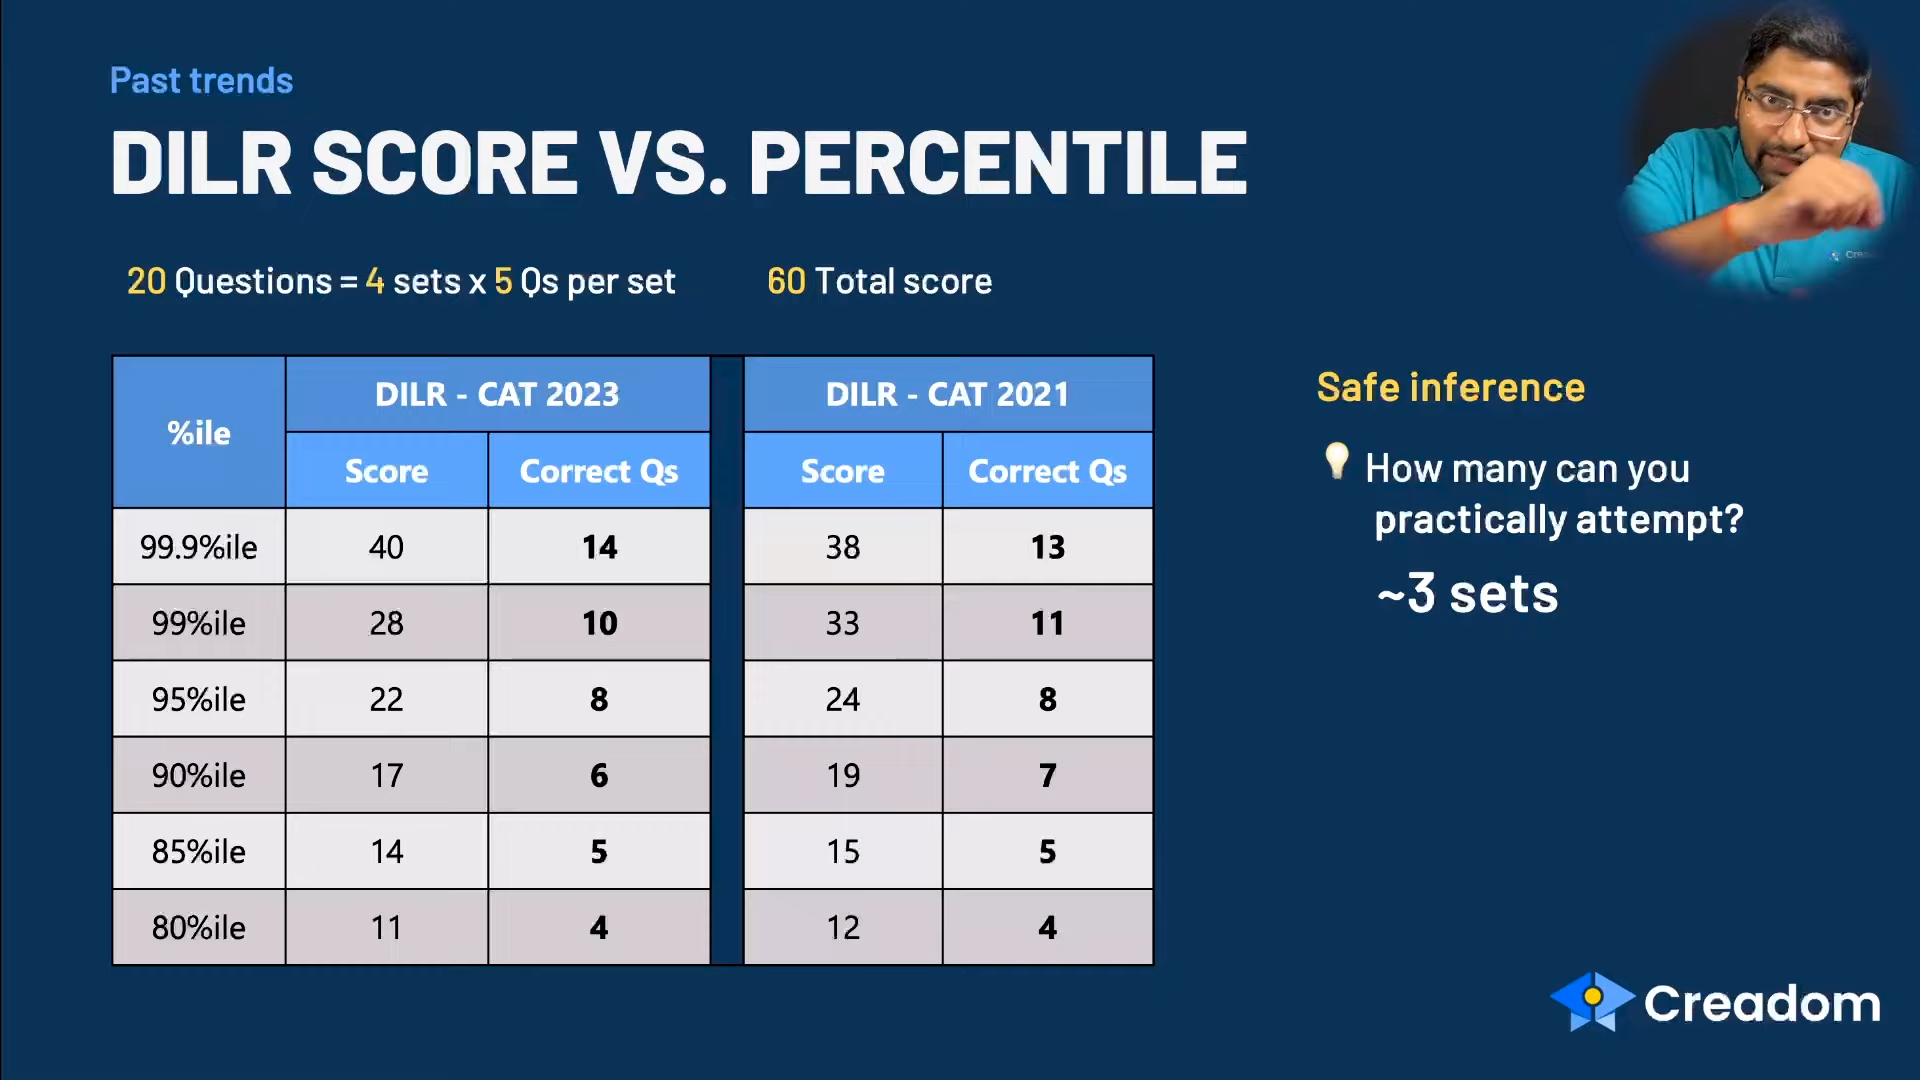 Past trends
DILR SCORE VS. PERCENTILE
20 Questions = 4 sets x 5 Qs per set 60 Total score
%ile DILR - CAT 2023 DILR - CAT 2021
Score Correct Qs Score Correct Qs
99.9%ile 40 14 38 13
99%ile 28 10 33 11
95%ile 22 8 24 8
90%ile 17 6 19 7
85%ile 14 5 15 5
80%ile 11 4 12 4
Safe inference
How many can you
practically attempt?
~3 sets
Creadom